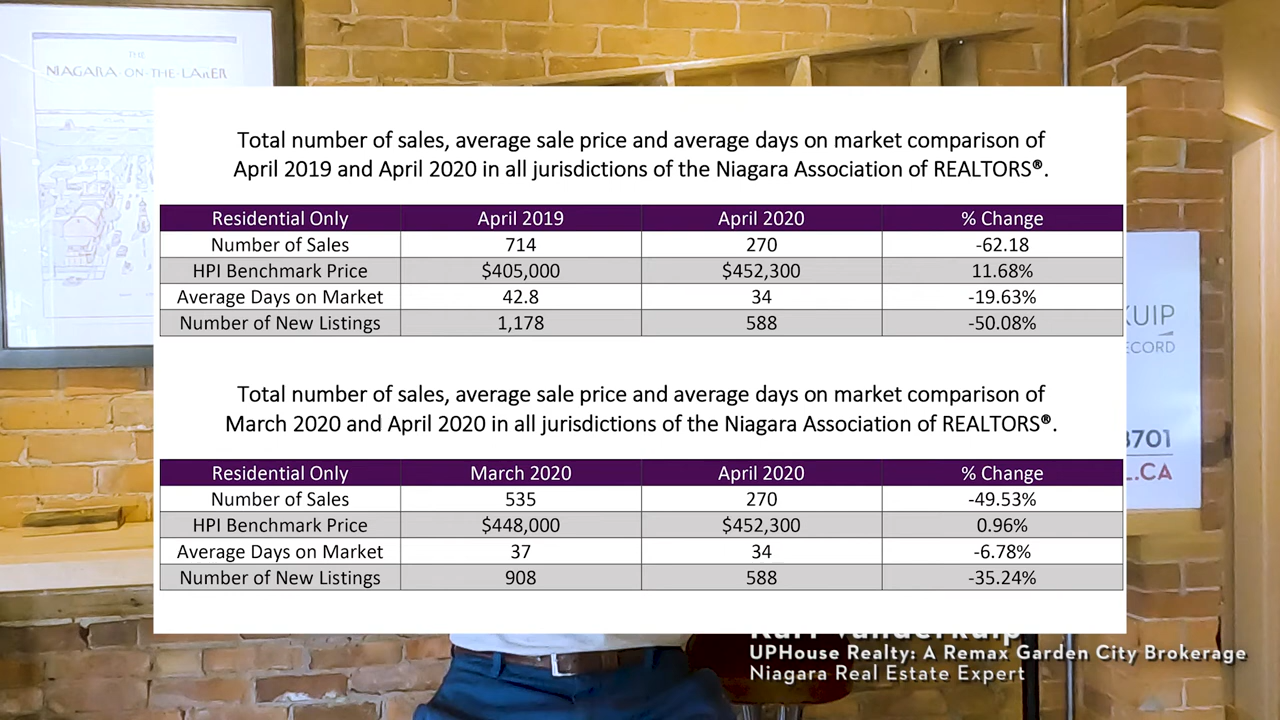 THE
NIAGARA-ON-THE-LAKER
Total number of sales, average sale price and average days on market comparison of
April 2019 and April 2020 in all jurisdictions of the Niagara Association of REALTORS®.
Residential Only April 2019 April 2020 % Change
Number of Sales 714 270 -62.18
HPI Benchmark Price $405,000 $452,300 11.68%
Average Days on Market 42.8 34 -19.63%
Number of New Listings 1,178 588 -50.08%
Total number of sales, average sale price and average days on market comparison of
March 2020 and April 2020 in all jurisdictions of the Niagara Association of REALTORS®.
Residential Only March 2020 April 2020 % Change
Number of Sales 535 270 -49.53%
HPI Benchmark Price $448,000 $452,300 0.96%
Average Days on Market 37 34 -6.78%
Number of New Listings 908 588 -35.24%
KUIP
ECORD
3701
L.CA
UPHouse Realty: A Remax Garden City Brokerage
Niagara Real Estate Expert